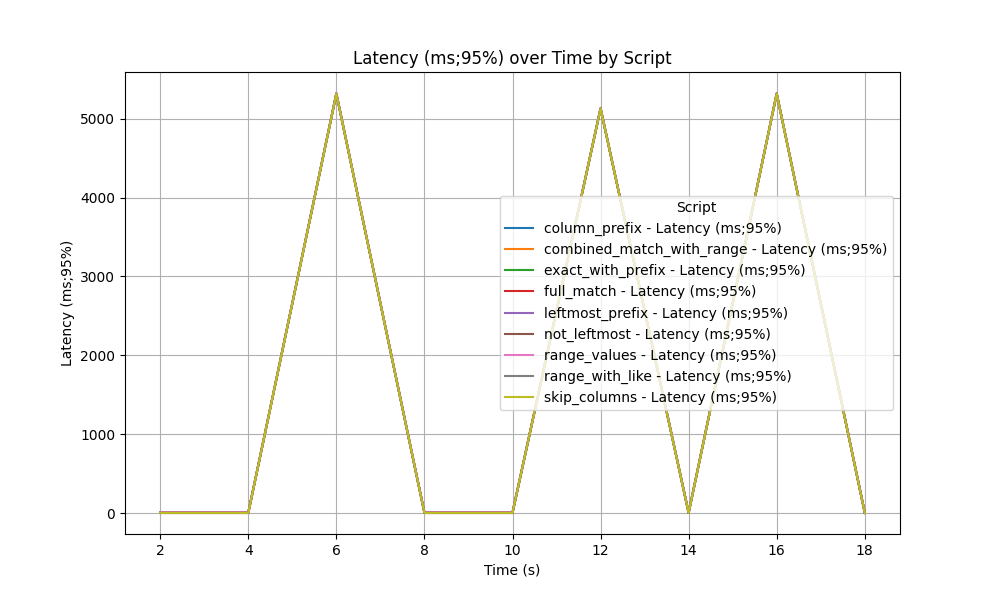 Latency (ms;95%) over Time by Script
Latency (ms;95%)
5000
4000
3000
2000
1000
0
Script
column_prefix - Latency (ms;95%)
combined_match_with_range - Latency (ms;95%)
exact_with_prefix - Latency (ms;95%)
full_match - Latency (ms;95%)
leftmost_prefix - Latency (ms;95%)
not_leftmost - Latency (ms;95%)
range_values - Latency (ms;95%)
range_with_like - Latency (ms;95%)
skip_columns - Latency (ms;95%)
2 4 6 8 10 12 14 16 18
Time (s)